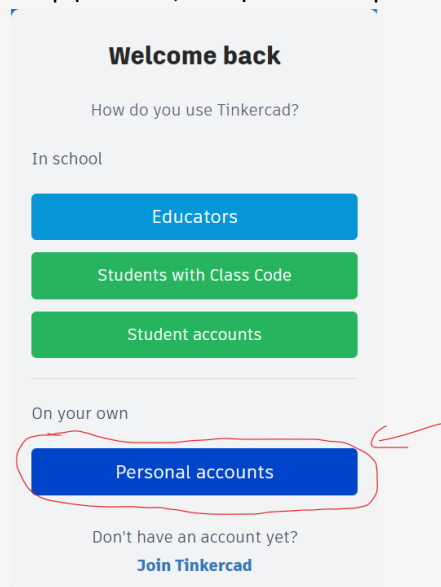 Welcome back
How do you use Tinkercad?
In school
Educators
Students with Class Code
Student accounts
On your own
Personal accounts
Don't have an account yet?
Join Tinkercad